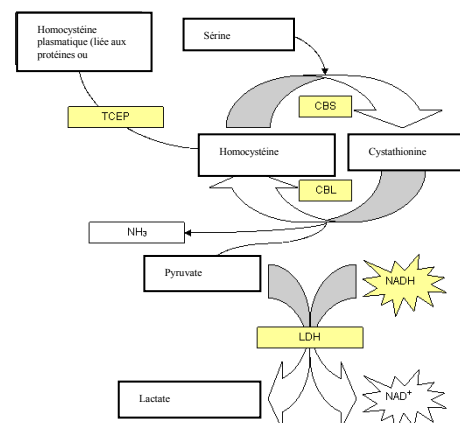 Homocystéine
plasmatique (liée aux
protéines ou
Sérine
TCEP
CBS
Homocystéine
Cystathionine
CBL
NH₃
Pyruvate
NADH
LDH
Lactate
NAD⁺